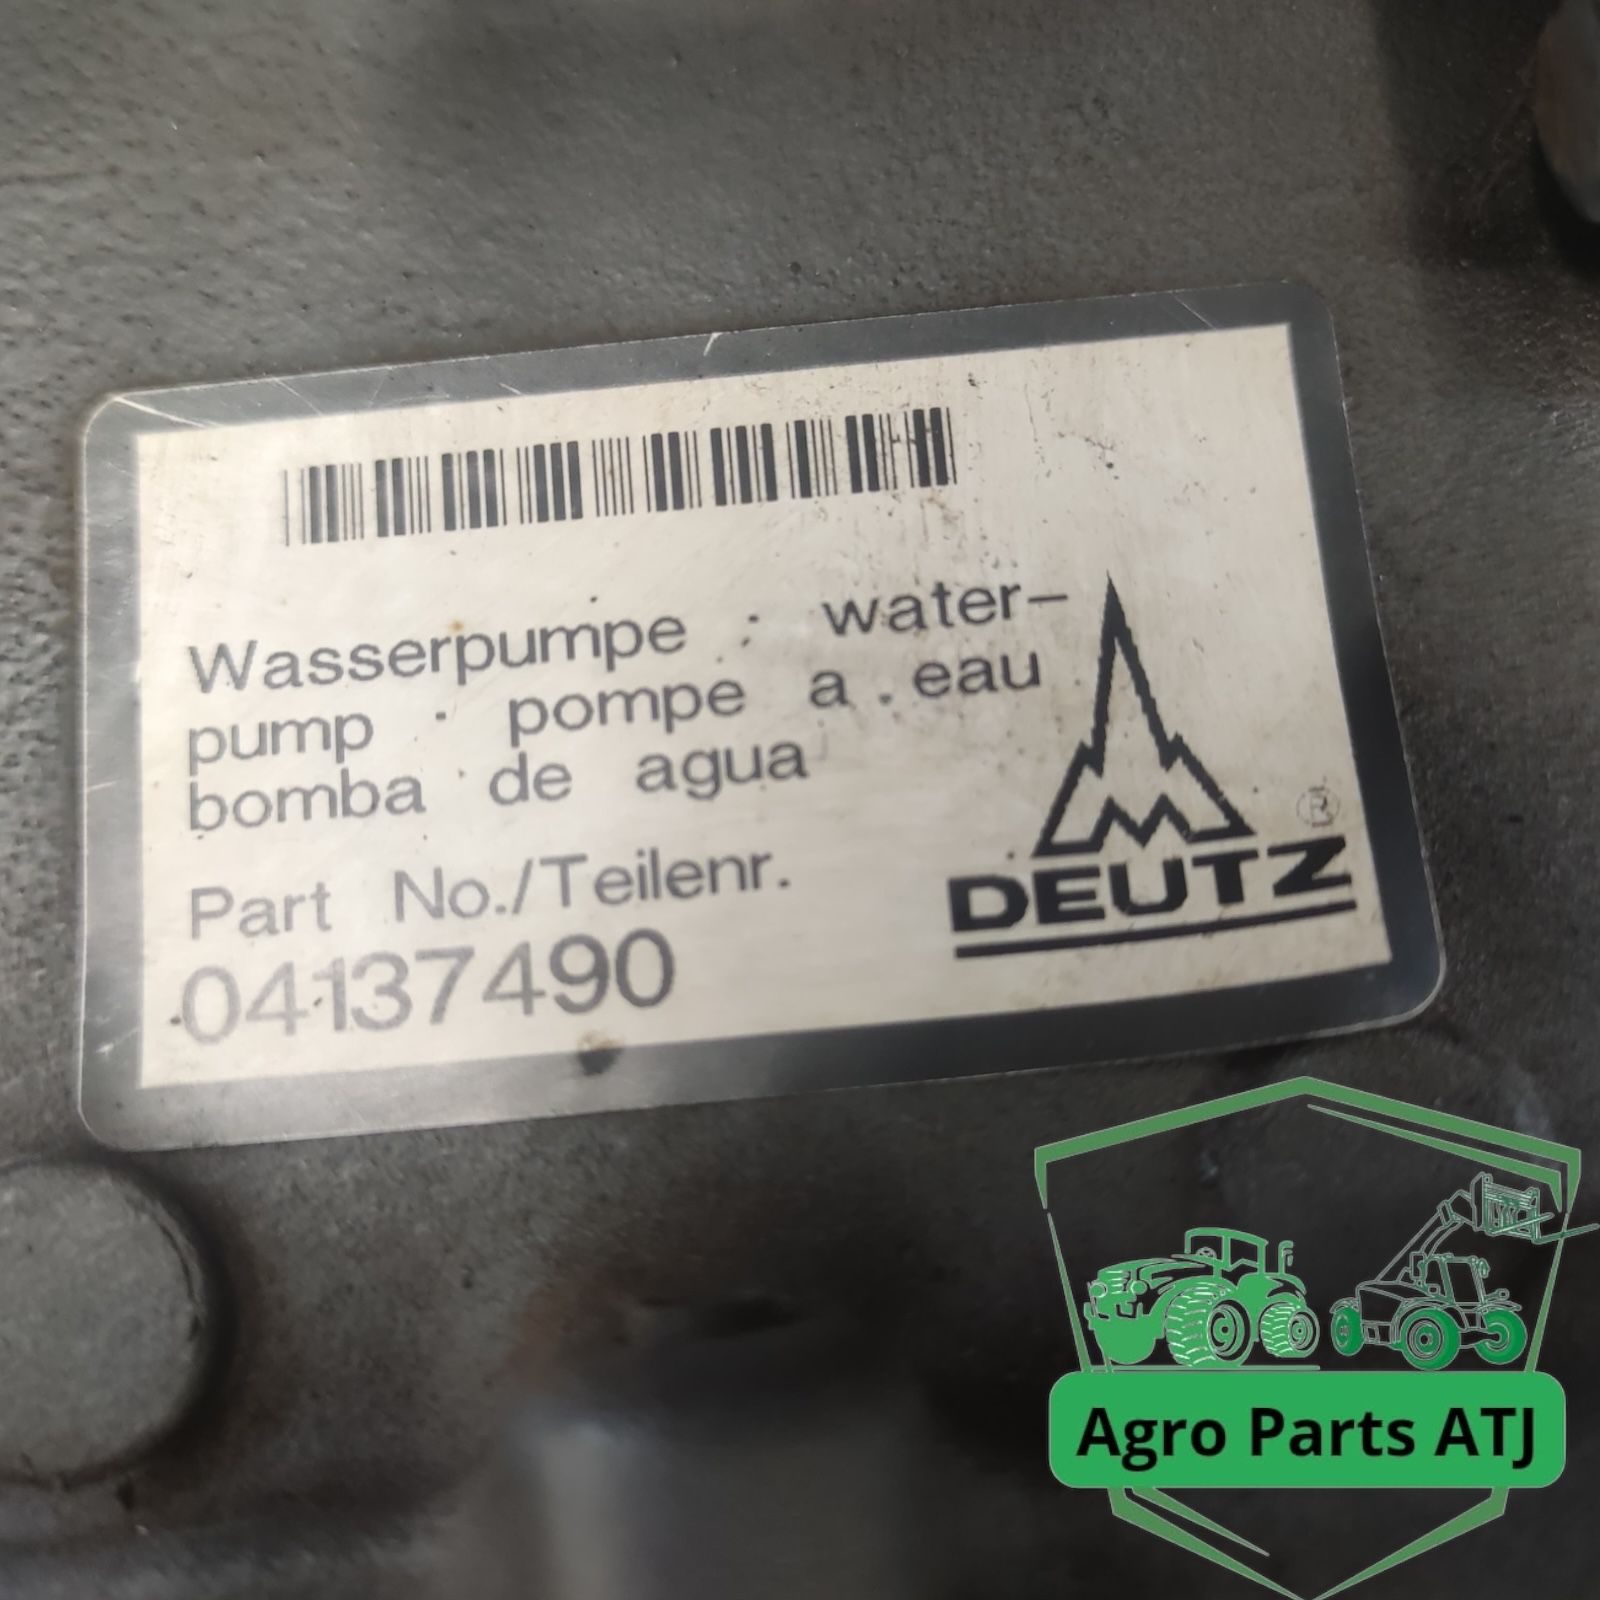 Wasserpumpe · water-
pump · pompe a . eau
bomba de agua
Part No./Teilenr.
04137490
DEUTZ
®
Agro Parts ATJ